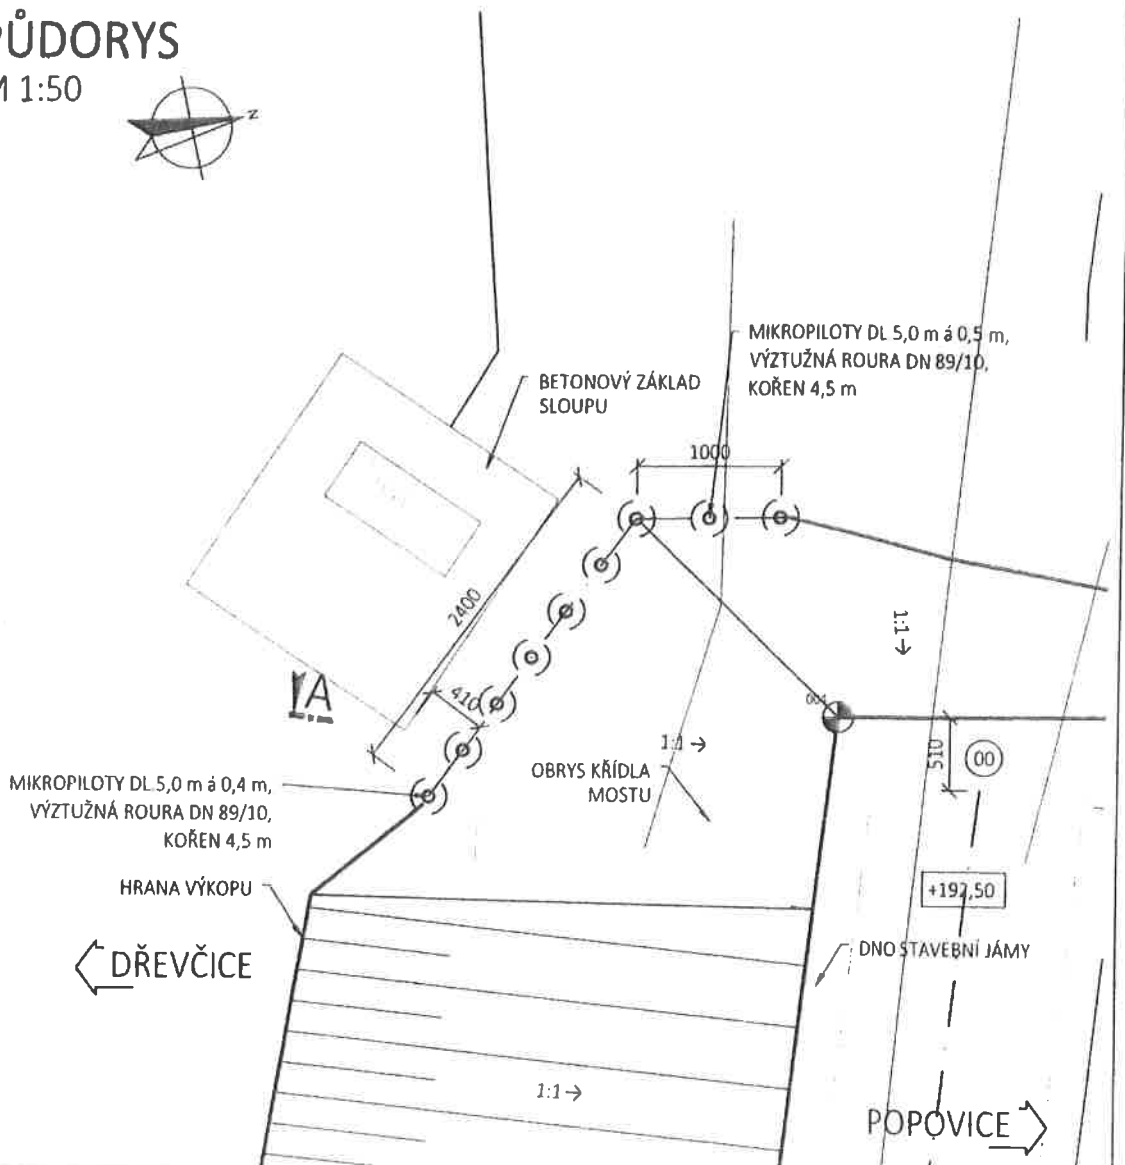 PŮDORYS
M 1:50
Z
MIKROPILOTY DL 5,0 m á 0,5 m,
VÝZTUŽNÁ ROURA DN 89/10,
KOŘEN 4,5 m
BETONOVÝ ZÁKLAD
SLOUPU
1000
2400
410
A
1:1
1:1
001
510
00
OBRYS KŘÍDLA
MOSTU
MIKROPILOTY DL 5,0 m á 0,4 m,
VÝZTUŽNÁ ROURA DN 89/10,
KOŘEN 4,5 m
HRANA VÝKOPU
+192,50
DŘEVČICE
DNO STAVEBNÍ JÁMY
1:1
POPOVICE